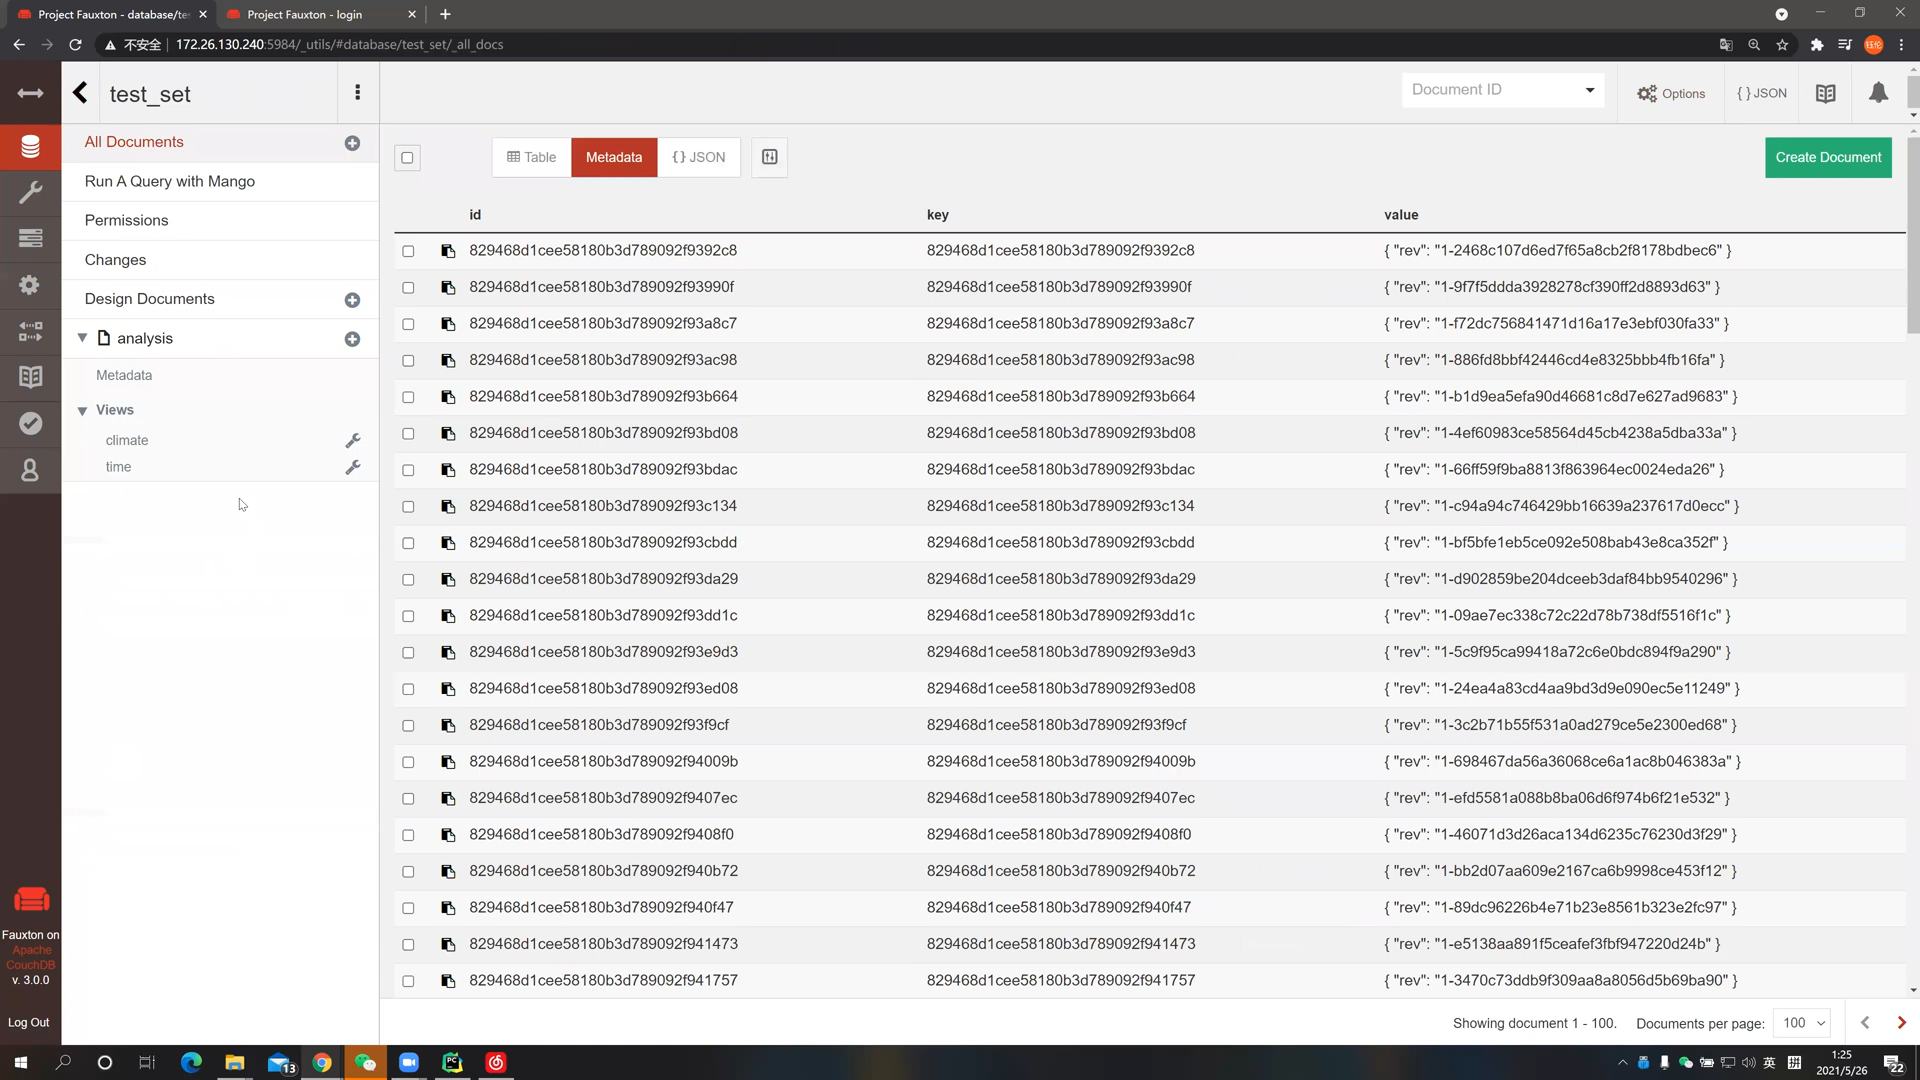 Project Fauxton - database/tes
Project Fauxton - login
不安全
172.26.130.240:5984/_utils/#database/test_set/_all_docs
钰伦
test_set
Document ID
Options
{ } JSON
All Documents
Run A Query with Mango
Permissions
Changes
Design Documents
analysis
Metadata
Views
climate
time
Table
Metadata
{ } JSON
Create Document
id key value
829468d1cee58180b3d789092f9392c8 829468d1cee58180b3d789092f9392c8 { "rev": "1-2468c107d6ed7f65a8cb2f8178bdbec6" }
829468d1cee58180b3d789092f93990f 829468d1cee58180b3d789092f93990f { "rev": "1-9f7f5ddda3928278cf390ff2d8893d63" }
829468d1cee58180b3d789092f93a8c7 829468d1cee58180b3d789092f93a8c7 { "rev": "1-f72dc756841471d16a17e3ebf030fa33" }
829468d1cee58180b3d789092f93ac98 829468d1cee58180b3d789092f93ac98 { "rev": "1-886fd8bbf42446cd4e8325bbb4fb16fa" }
829468d1cee58180b3d789092f93b664 829468d1cee58180b3d789092f93b664 { "rev": "1-b1d9ea5efa90d46681c8d7e627ad9683" }
829468d1cee58180b3d789092f93bd08 829468d1cee58180b3d789092f93bd08 { "rev": "1-4ef60983ce58564d45cb4238a5dba33a" }
829468d1cee58180b3d789092f93bdac 829468d1cee58180b3d789092f93bdac { "rev": "1-66ff59f9ba8813f863964ec0024eda26" }
829468d1cee58180b3d789092f93c134 829468d1cee58180b3d789092f93c134 { "rev": "1-c94a94c746429bb16639a237617d0ecc" }
829468d1cee58180b3d789092f93cbdd 829468d1cee58180b3d789092f93cbdd { "rev": "1-bf5bfe1eb5ce092e508bab43e8ca352f" }
829468d1cee58180b3d789092f93da29 829468d1cee58180b3d789092f93da29 { "rev": "1-d902859be204dceeb3daf84bb9540296" }
829468d1cee58180b3d789092f93dd1c 829468d1cee58180b3d789092f93dd1c { "rev": "1-09ae7ec338c72c22d78b738df5516f1c" }
829468d1cee58180b3d789092f93e9d3 829468d1cee58180b3d789092f93e9d3 { "rev": "1-5c9f95ca99418a72c6e0bdc894f9a290" }
829468d1cee58180b3d789092f93ed08 829468d1cee58180b3d789092f93ed08 { "rev": "1-24ea4a83cd4aa9bd3d9e090ec5e11249" }
829468d1cee58180b3d789092f93f9cf 829468d1cee58180b3d789092f93f9cf { "rev": "1-3c2b71b55f531a0ad279ce5e2300ed68" }
829468d1cee58180b3d789092f94009b 829468d1cee58180b3d789092f94009b { "rev": "1-698467da56a36068ce6a1ac8b046383a" }
829468d1cee58180b3d789092f9407ec 829468d1cee58180b3d789092f9407ec { "rev": "1-efd5581a088b8ba06d6f974b6f21e532" }
829468d1cee58180b3d789092f9408f0 829468d1cee58180b3d789092f9408f0 { "rev": "1-46071d3d26aca134d6235c76230d3f29" }
829468d1cee58180b3d789092f940b72 829468d1cee58180b3d789092f940b72 { "rev": "1-bb2d07aa609e2167ca6b9998ce453f12" }
829468d1cee58180b3d789092f940f47 829468d1cee58180b3d789092f940f47 { "rev": "1-89dc96226b4e71b23e8561b323e2fc97" }
829468d1cee58180b3d789092f941473 829468d1cee58180b3d789092f941473 { "rev": "1-e5138aa891f5ceafef3fbf947220d24b" }
829468d1cee58180b3d789092f941757 829468d1cee58180b3d789092f941757 { "rev": "1-3470c73ddb9f309aa8a8056d5b69ba90" }
Fauxton on
Apache
CouchDB
v. 3.0.0
Log Out
Showing document 1 - 100. Documents per page: 100
13
PC
英
拼
1:25
2021/5/26
22